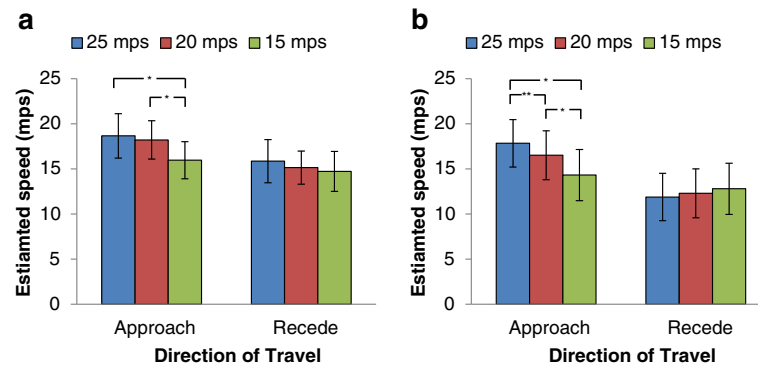 a
25 mps 20 mps 15 mps
Estiamted speed (mps)
25
20
15
10
5
0
*
*
Approach Recede
Direction of Travel
b
25 mps 20 mps 15 mps
Estiamted speed (mps)
25
20
15
10
5
0
*
**
*
Approach Recede
Direction of Travel